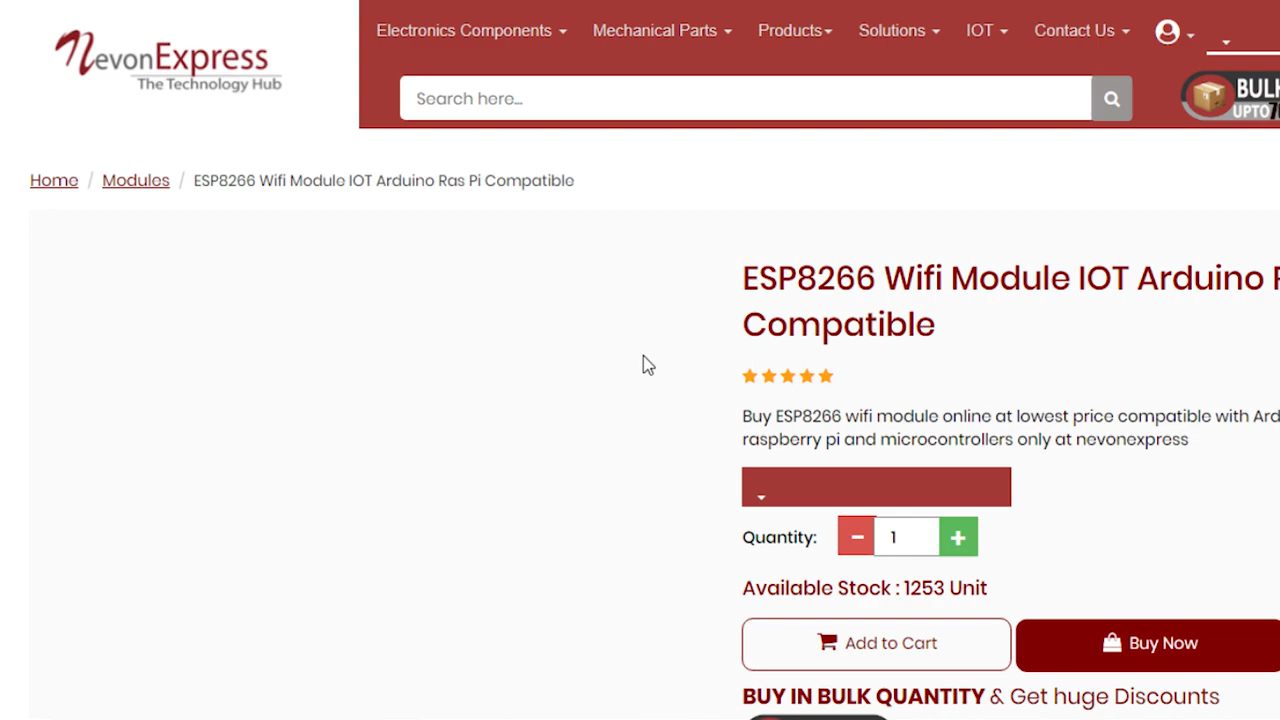 NevonExpress
The Technology Hub
Electronics Components
Mechanical Parts
Products
Solutions
IOT
Contact Us
Search here...
UPTO
Home / Modules / ESP8266 Wifi Module IOT Arduino Ras Pi Compatible
ESP8266 Wifi Module IOT Arduino
Compatible
Buy ESP8266 wifi module online at lowest price compatible with
raspberry pi and microcontrollers only at nevonexpress
Quantity: - 1 +
Available Stock : 1253 Unit
Add to Cart
Buy Now
BUY IN BULK QUANTITY & Get huge Discounts